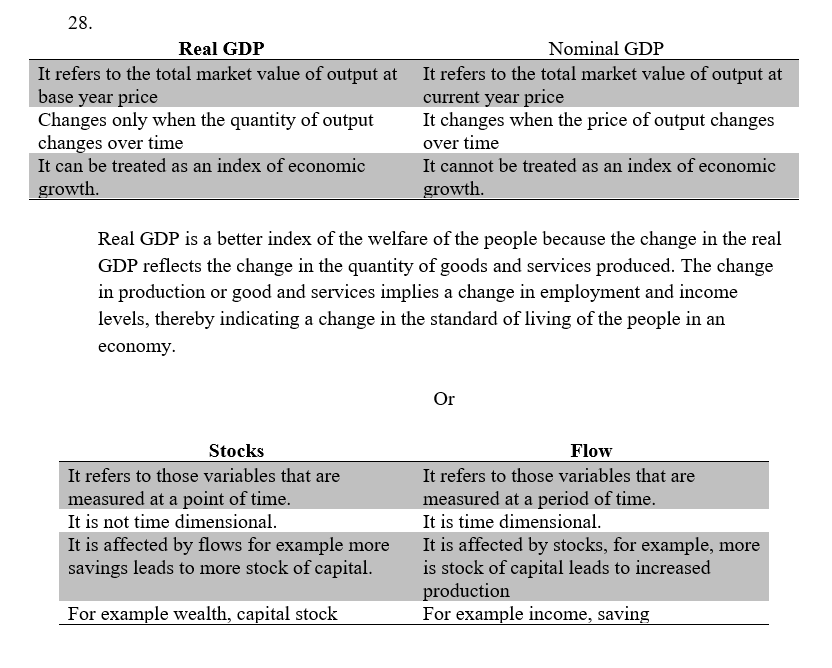 28.
Real GDP Nominal GDP
It refers to the total market value of output at It refers to the total market value of output at
base year price current year price
Changes only when the quantity of output It changes when the price of output changes
changes over time over time
It can be treated as an index of economic It cannot be treated as an index of economic
growth. growth.
Real GDP is a better index of the welfare of the people because the change in the real
GDP reflects the change in the quantity of goods and services produced. The change
in production or good and services implies a change in employment and income
levels, thereby indicating a change in the standard of living of the people in an
economy.
Or
Stocks Flow
It refers to those variables that are It refers to those variables that are
measured at a point of time. measured at a period of time.
It is not time dimensional. It is time dimensional.
It is affected by flows for example more It is affected by stocks, for example, more
savings leads to more stock of capital. is stock of capital leads to increased
production
For example wealth, capital stock For example income, saving